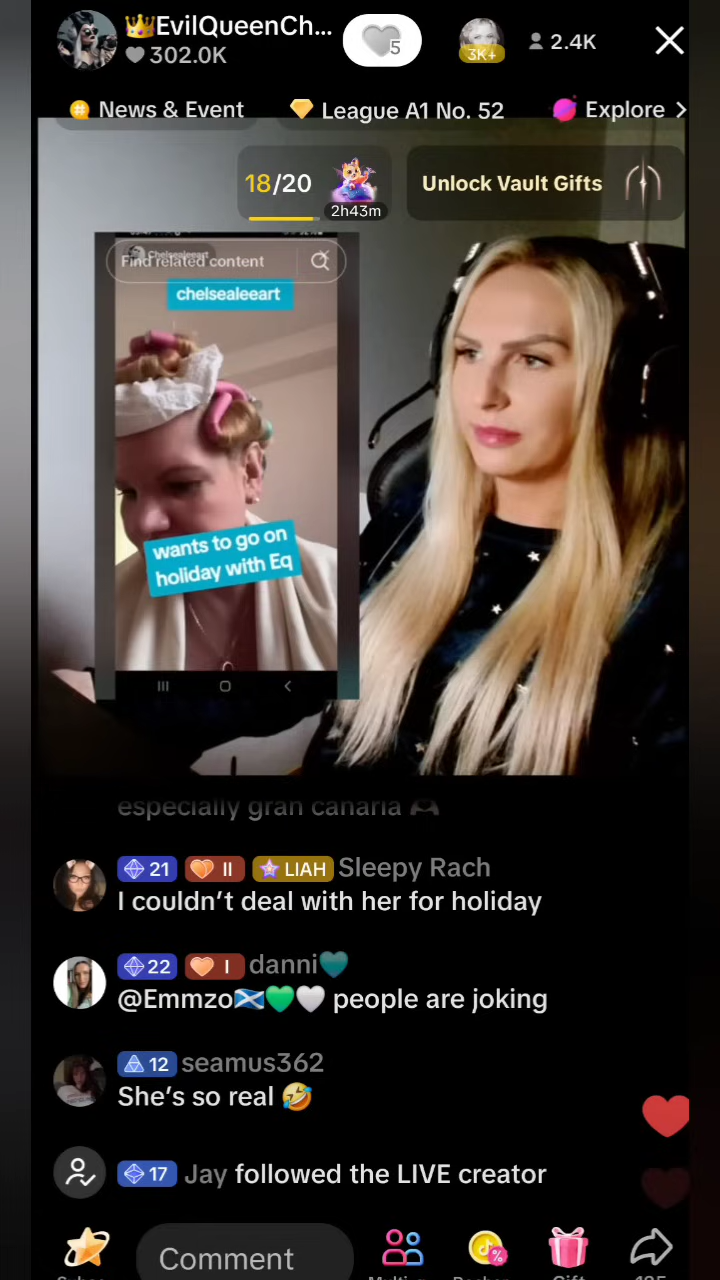 👑EvilQueenCh...
302.0K
5
3K+
2.4K
News & Event
League A1 No. 52
Explore
18/20
2h43m
Unlock Vault Gifts
Chelsealeeart
Find related content
chelsealeeart
wants to go on
holiday with Eq
especially gran canaria
21 II LIAH Sleepy Rach
I couldn't deal with her for holiday
22 I danni🩵
@Emmzo🏴󠁧󠁢󠁳󠁣󠁴󠁿💚🤍 people are joking
12 seamus362
She's so real 🤣
17 Jay followed the LIVE creator
Comment